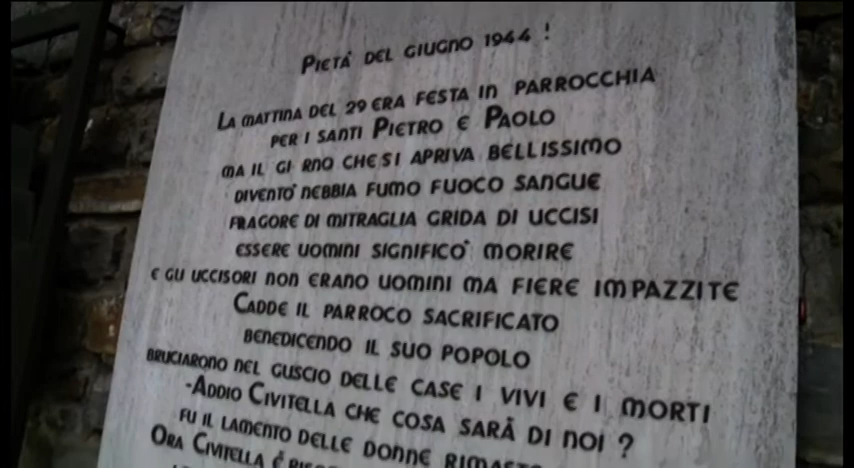 PIETÁ DEL GIUGNO 1944 !
LA MATTINA DEL 29 ERA FESTA IN PARROCCHIA
PER I SANTI PIETRO E PAOLO
MA IL GI RNO CHE SI APRIVA BELLISSIMO
DIVENTO' NEBBIA FUMO FUOCO SANGUE
FRAGORE DI MITRAGLIA GRIDA DI UCCISI
ESSERE UOMINI SIGNIFICO' MORIRE
E GLI UCCISORI NON ERANO UOMINI MA FIERE IMPAZZITE
CADDE IL PARROCO SACRIFICATO
BENEDICENDO IL SUO POPOLO
BRUCIARONO NEL GUSCIO DELLE CASE I VIVI E I MORTI
-ADDIO CIVITELLA CHE COSA SARÁ DI NOI ?
FU IL LAMENTO DELLE DONNE
ORA CIVITELLA É